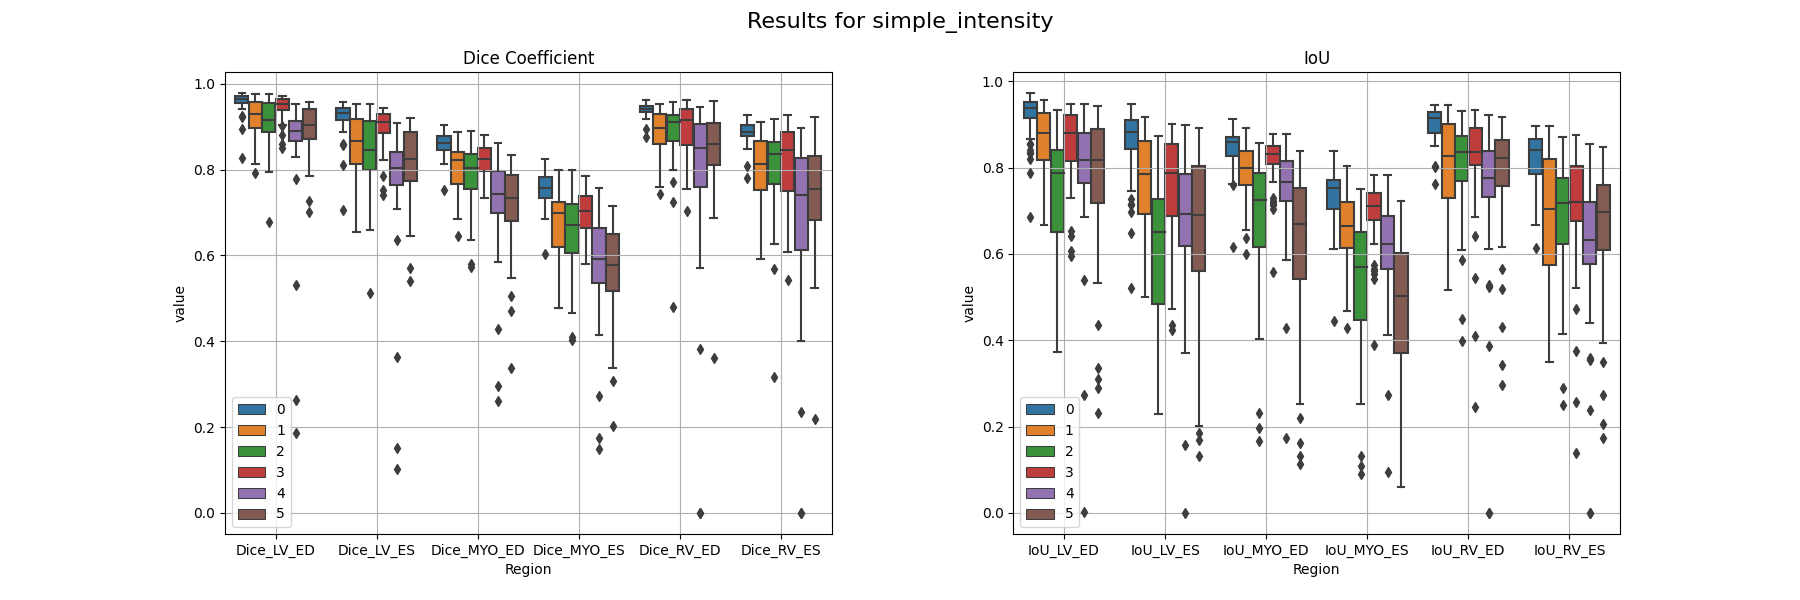 Results for simple_intensity
Dice Coefficient
value
1.0
0.8
0.6
0.4
0.2
0.0
0
1
2
3
4
5
Dice_LV_ED
Dice_LV_ES
Dice_MYO_ED
Dice_MYO_ES
Dice_RV_ED
Dice_RV_ES
Region
IoU
value
1.0
0.8
0.6
0.4
0.2
0.0
0
1
2
3
4
5
IoU_LV_ED
IoU_LV_ES
IoU_MYO_ED
IoU_MYO_ES
IoU_RV_ED
IoU_RV_ES
Region